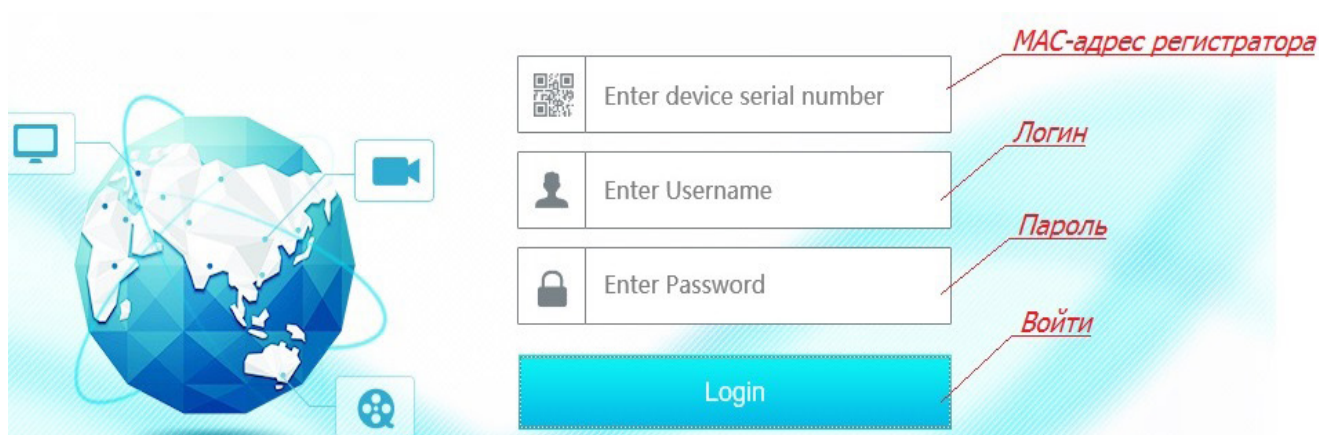 MAC-адрес регистратора
Enter device serial number
Логин
Enter Username
Пароль
Enter Password
Войти
Login